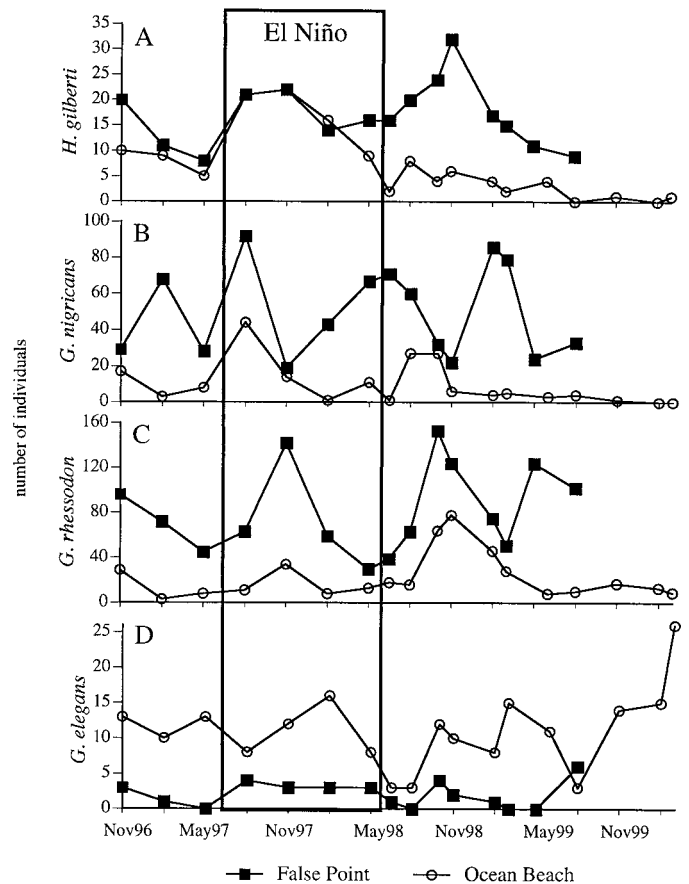 El Niño
A
35
30
25
20
15
10
5
0
H. gilberti
B
100
80
60
40
20
0
G. nigricans
number of individuals
C
160
120
80
40
0
G. rhessodon
D
25
20
15
10
5
0
G. elegans
Nov96 May97 Nov97 May98 Nov98 May99 Nov99
False Point Ocean Beach